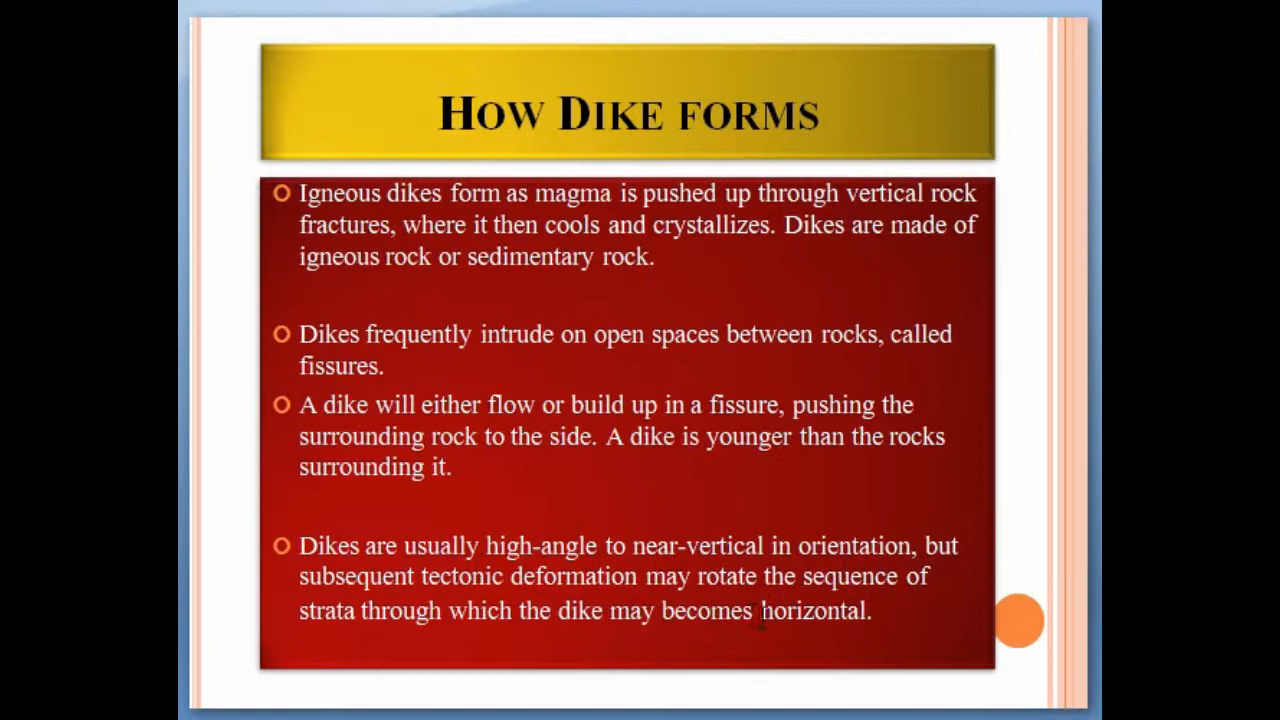 HOW DIKE FORMS
Igneous dikes form as magma is pushed up through vertical rock
fractures, where it then cools and crystallizes. Dikes are made of
igneous rock or sedimentary rock.
Dikes frequently intrude on open spaces between rocks, called
fissures.
A dike will either flow or build up in a fissure, pushing the
surrounding rock to the side. A dike is younger than the rocks
surrounding it.
Dikes are usually high-angle to near-vertical in orientation, but
subsequent tectonic deformation may rotate the sequence of
strata through which the dike may becomes horizontal.